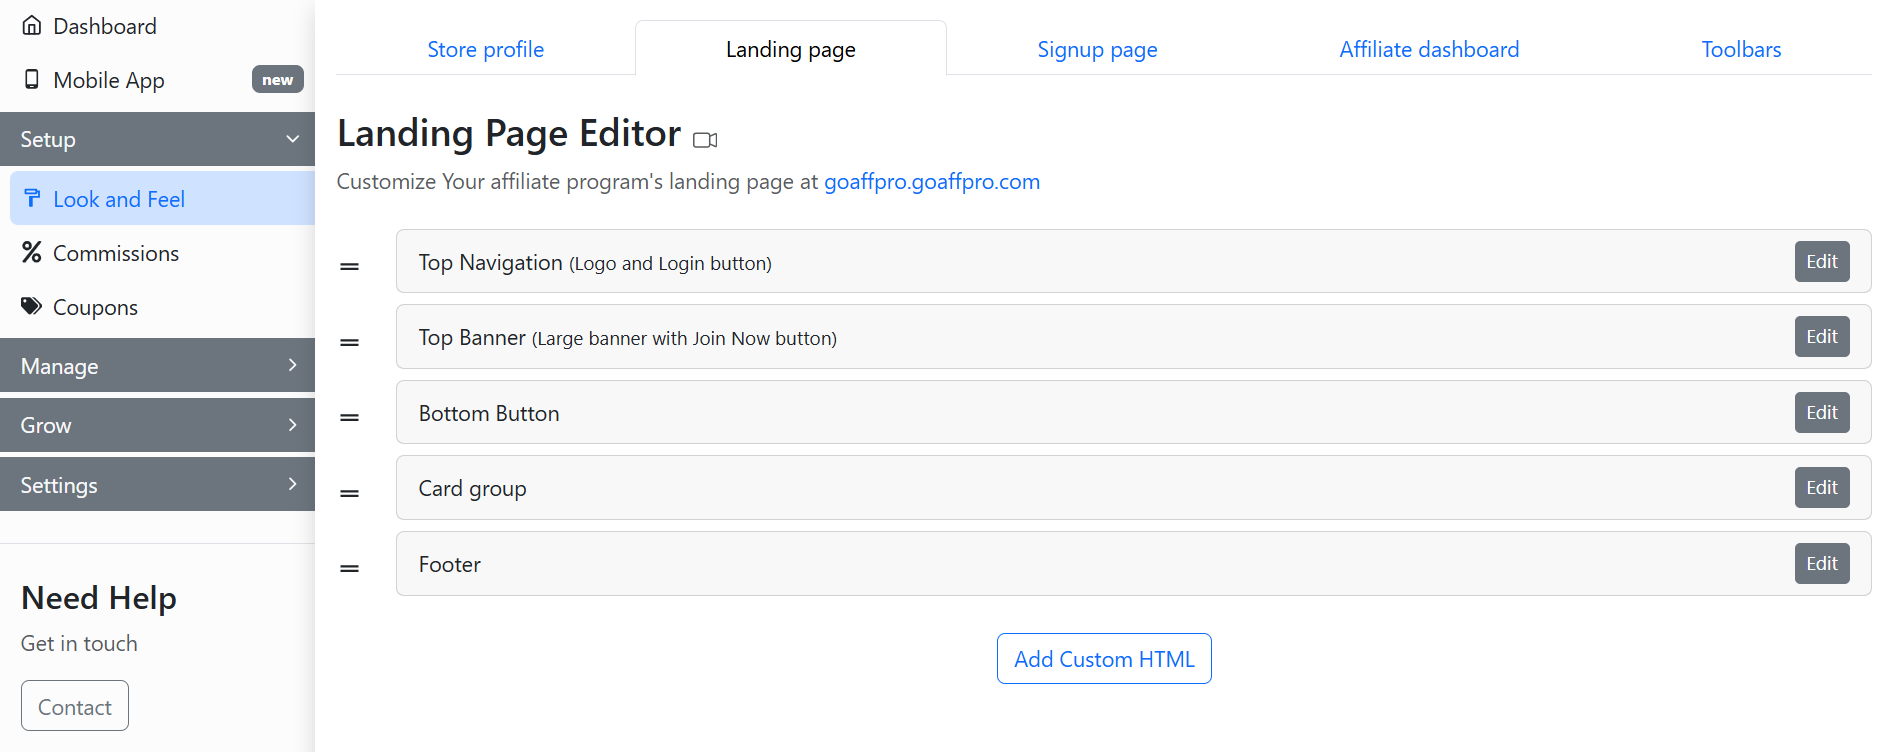 Dashboard
Mobile App new
Setup
Look and Feel
Commissions
Coupons
Manage
Grow
Settings
Need Help
Get in touch
Contact
Store profile Landing page Signup page Affiliate dashboard Toolbars
Landing Page Editor
Customize Your affiliate program's landing page at goaffpro.goaffpro.com
Top Navigation (Logo and Login button) Edit
Top Banner (Large banner with Join Now button) Edit
Bottom Button Edit
Card group Edit
Footer Edit
Add Custom HTML